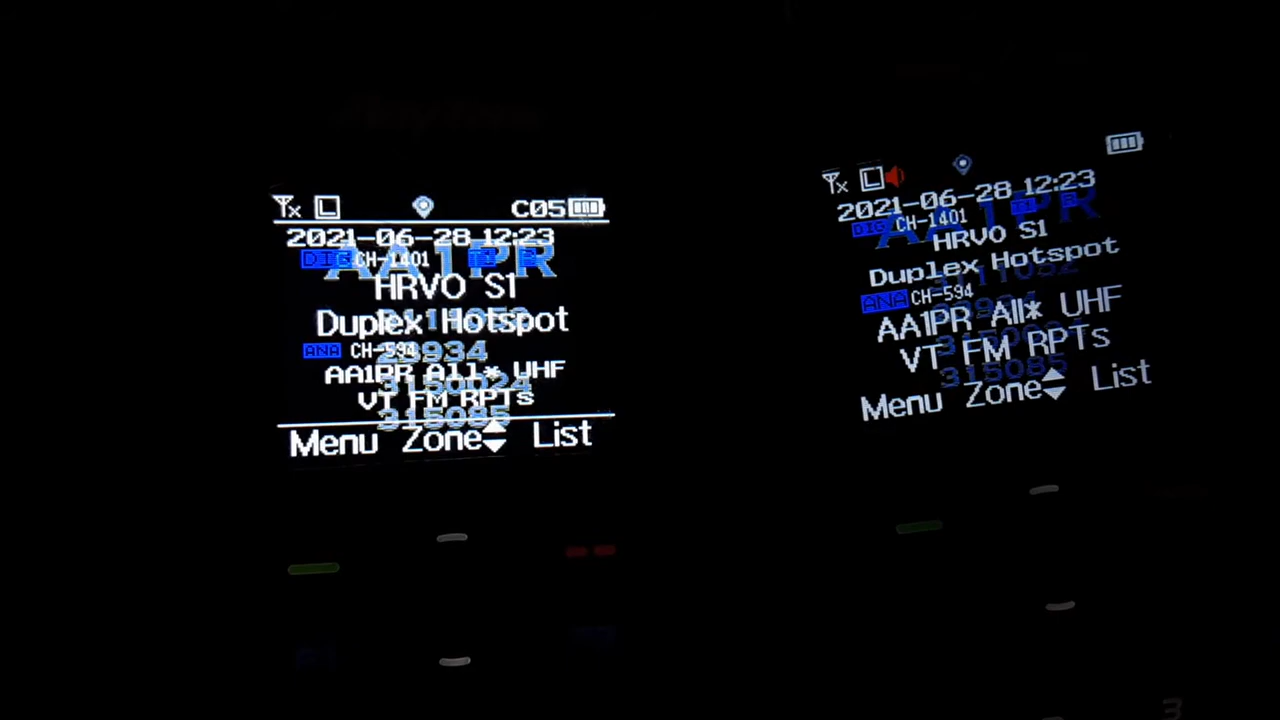 C05
2021-06-28 12:23
AA1PR
DIG CH-1401
HRVO S1
Duplex Hotspot
ANA CH-594
AA1PR All* UHF
VT FM RPTs
3150024
315085
Menu Zone List
2021-06-28 12:23
AA1PR
DIG CH-1401
HRVO S1
Duplex Hotspot
ANA CH-594
AA1PR All* UHF
VT FM RPTs
315085
Menu Zone List
3